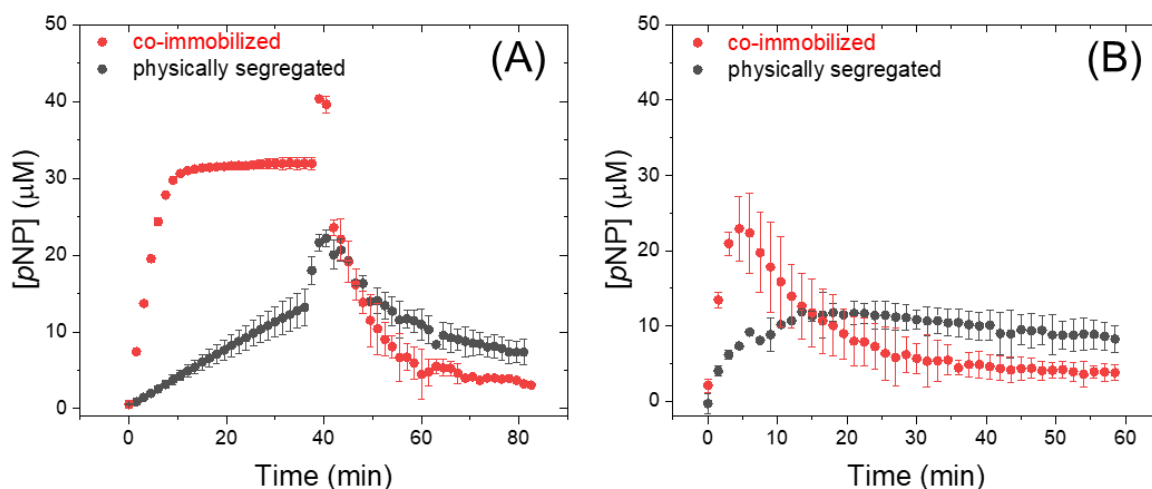 (A)
co-immobilized
physically segregated
[pNP] (μM)
50
40
30
20
10
0
0 20 40 60 80
Time (min)
(B)
co-immobilized
physically segregated
[pNP] (μM)
50
40
30
20
10
0
0 10 20 30 40 50 60
Time (min)